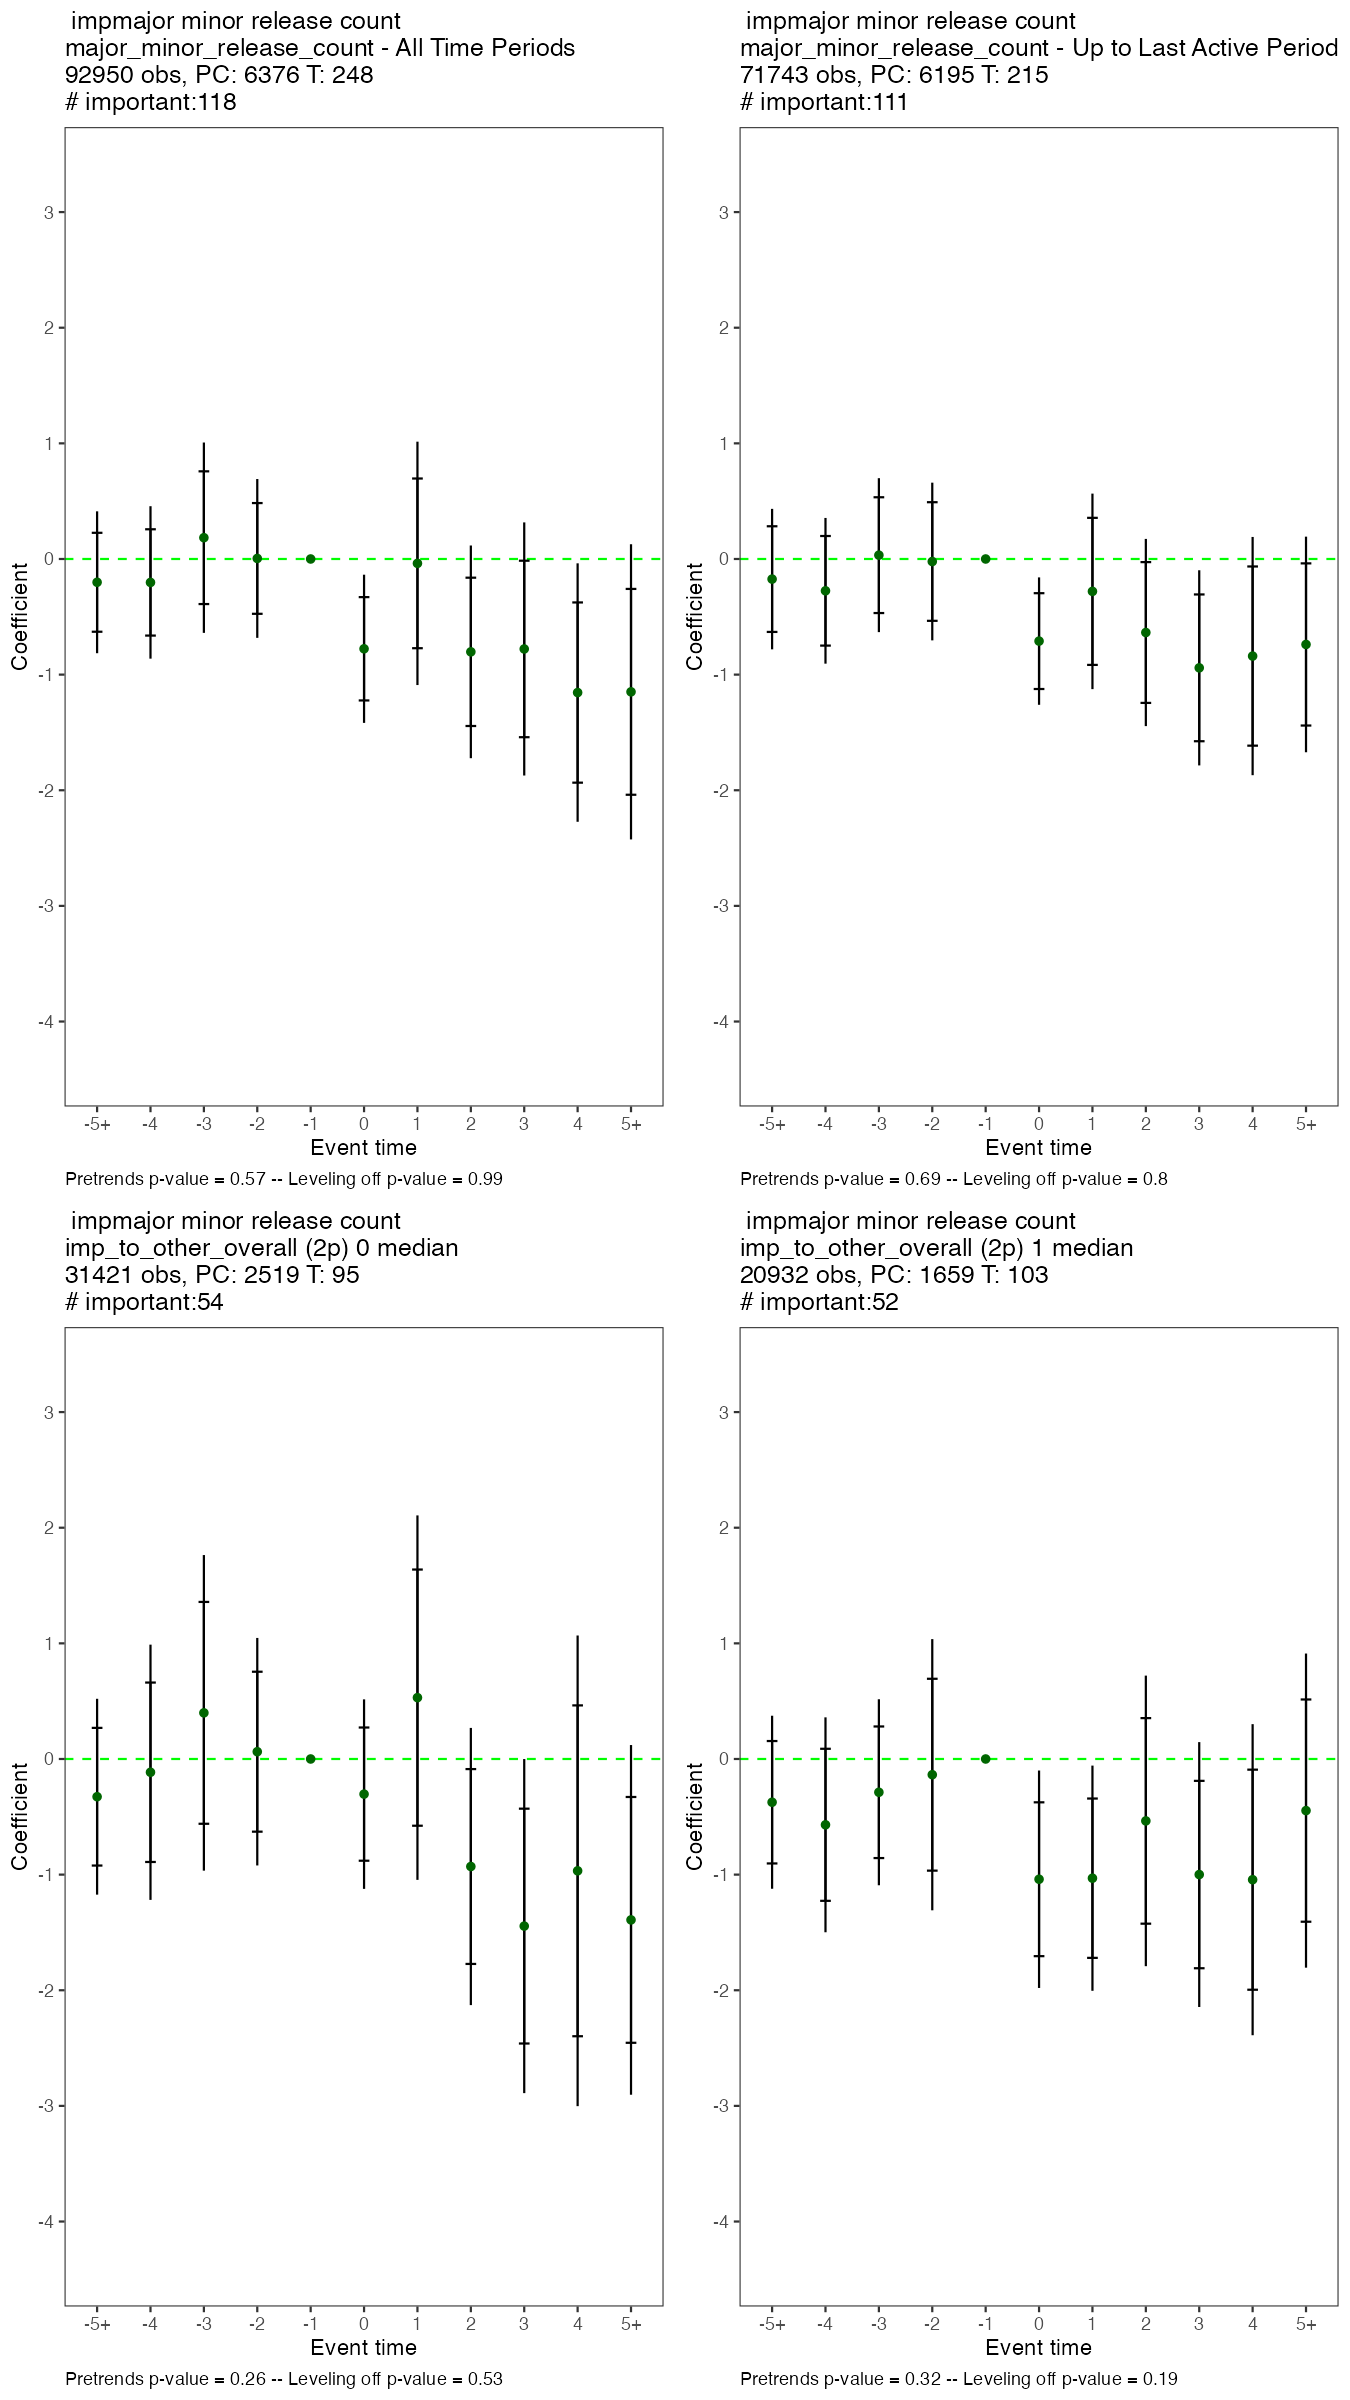 impmajor minor release count
major_minor_release_count - All Time Periods
92950 obs, PC: 6376 T: 248
# important:118
3
2
1
0
-1
-2
-3
-4
Coefficient
-5+ -4 -3 -2 -1 0 1 2 3 4 5+
Event time
Pretrends p-value = 0.57 -- Leveling off p-value = 0.99
impmajor minor release count
major_minor_release_count - Up to Last Active Period
71743 obs, PC: 6195 T: 215
# important:111
3
2
1
0
-1
-2
-3
-4
Coefficient
-5+ -4 -3 -2 -1 0 1 2 3 4 5+
Event time
Pretrends p-value = 0.69 -- Leveling off p-value = 0.8
impmajor minor release count
imp_to_other_overall (2p) 0 median
31421 obs, PC: 2519 T: 95
# important:54
3
2
1
0
-1
-2
-3
-4
Coefficient
-5+ -4 -3 -2 -1 0 1 2 3 4 5+
Event time
Pretrends p-value = 0.26 -- Leveling off p-value = 0.53
impmajor minor release count
imp_to_other_overall (2p) 1 median
20932 obs, PC: 1659 T: 103
# important:52
3
2
1
0
-1
-2
-3
-4
Coefficient
-5+ -4 -3 -2 -1 0 1 2 3 4 5+
Event time
Pretrends p-value = 0.32 -- Leveling off p-value = 0.19